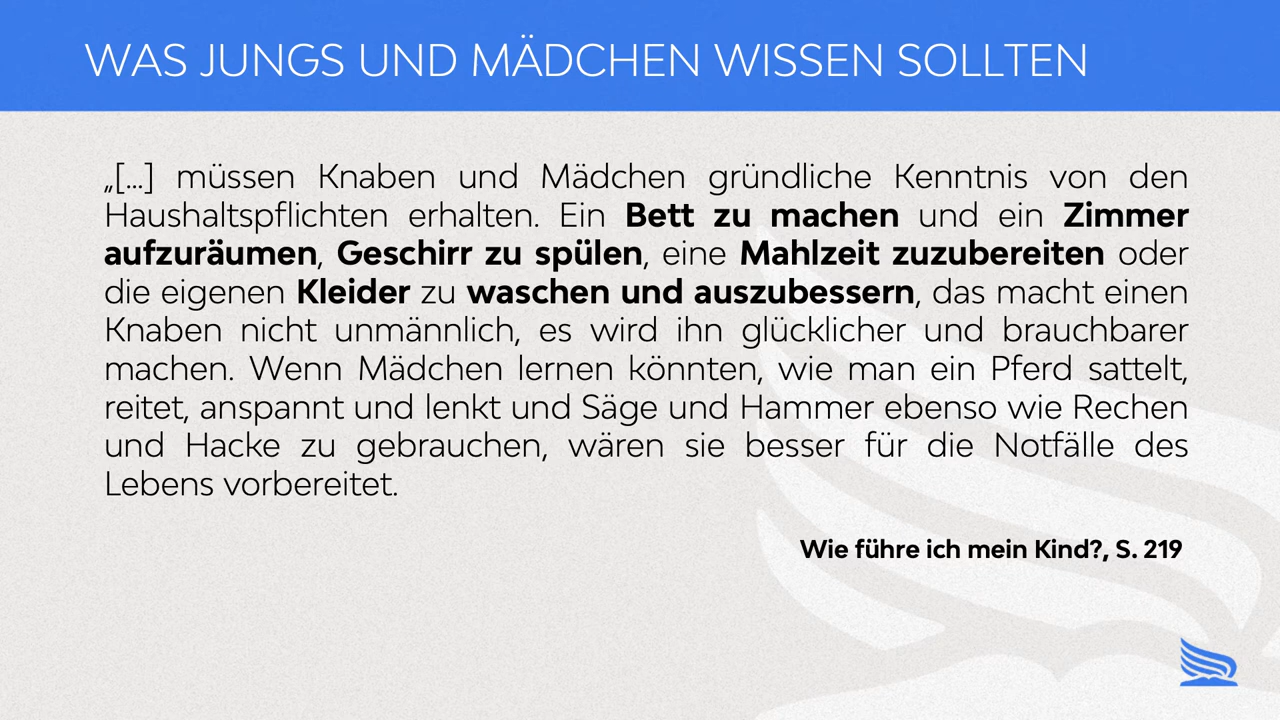 WAS JUNGS UND MÄDCHEN WISSEN SOLLTEN
„[...] müssen Knaben und Mädchen gründliche Kenntnis von den
Haushaltspflichten erhalten. Ein Bett zu machen und ein Zimmer
aufzuräumen, Geschirr zu spülen, eine Mahlzeit zuzubereiten oder
die eigenen Kleider zu waschen und auszubessern, das macht einen
Knaben nicht unmännlich, es wird ihn glücklicher und brauchbarer
machen. Wenn Mädchen lernen könnten, wie man ein Pferd sattelt,
reitet, anspannt und lenkt und Säge und Hammer ebenso wie Rechen
und Hacke zu gebrauchen, wären sie besser für die Notfälle des
Lebens vorbereitet.
Wie führe ich mein Kind?, S. 219